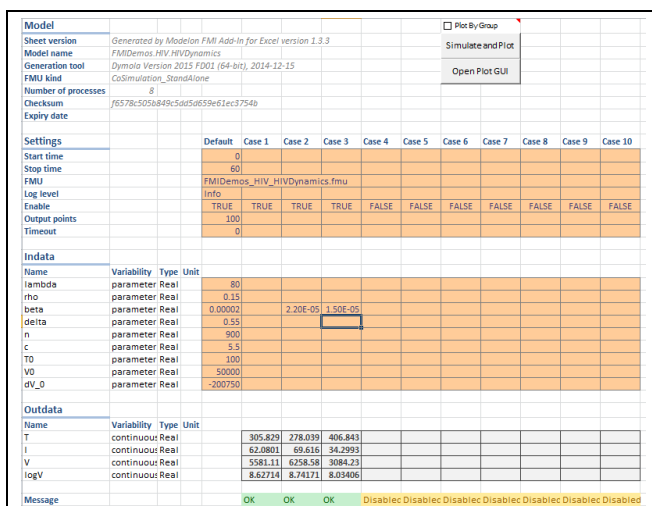 Model
Plot By Group
Sheet version Generated by Modelon FMI Add-In for Excel version 1.3.3
Simulate and Plot
Model name FMIDemos.HIV.HIVDynamics
Generation tool Dymola Version 2015 FD01 (64-bit), 2014-12-15
Open Plot GUI
FMU kind CoSimulation_StandAlone
Number of processes 8
Checksum f6578c505b849c5dd5d659e61ec3754b
Expiry date
Settings Default Case 1 Case 2 Case 3 Case 4 Case 5 Case 6 Case 7 Case 8 Case 9 Case 10
Start time 0
Stop time 60
FMU FMIDemos_HIV_HIVDynamics.fmu
Log level Info
Enable TRUE TRUE TRUE TRUE FALSE FALSE FALSE FALSE FALSE FALSE FALSE
Output points 100
Timeout 0
Indata
Name Variability Type Unit
lambda parameter Real 80
rho parameter Real 0.15
beta parameter Real 0.00002 2.20E-05 1.50E-05
delta parameter Real 0.55
n parameter Real 900
c parameter Real 5.5
T0 parameter Real 100
V0 parameter Real 50000
dV_0 parameter Real -200750
Outdata
Name Variability Type Unit
T continuous Real 305.829 278.039 406.843
I continuous Real 62.0801 69.616 34.2993
V continuous Real 5581.11 6258.58 3084.23
logV continuous Real 8.62714 8.74171 8.03406
Message OK OK OK Disabled Disabled Disabled Disabled Disabled Disabled Disabled